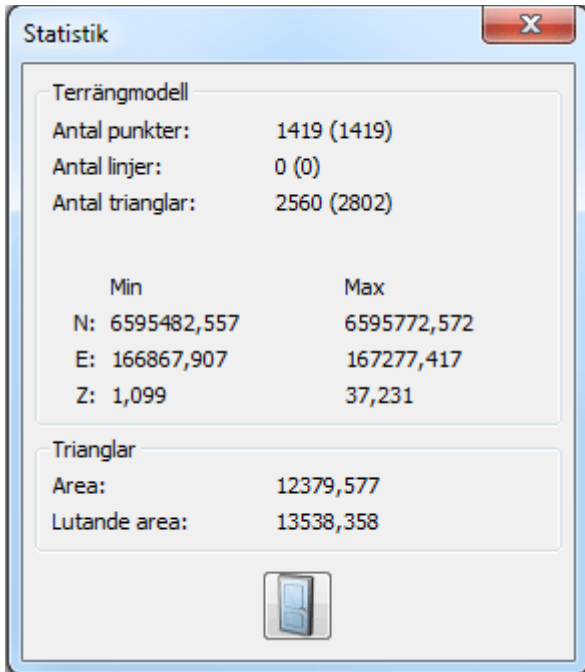 Statistik
Terrängmodell
Antal punkter: 1419 (1419)
Antal linjer: 0 (0)
Antal trianglar: 2560 (2802)
Min Max
N: 6595482,557 6595772,572
E: 166867,907 167277,417
Z: 1,099 37,231
Trianglar
Area: 12379,577
Lutande area: 13538,358